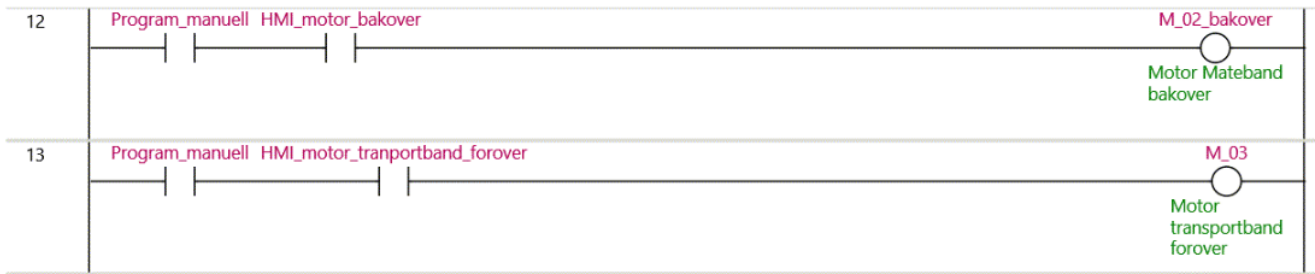 12
Program_manuell HMI_motor_bakover
M_02_bakover
Motor Mateband
bakover
13
Program_manuell HMI_motor_tranportband_forover
M_03
Motor
transportband
forover